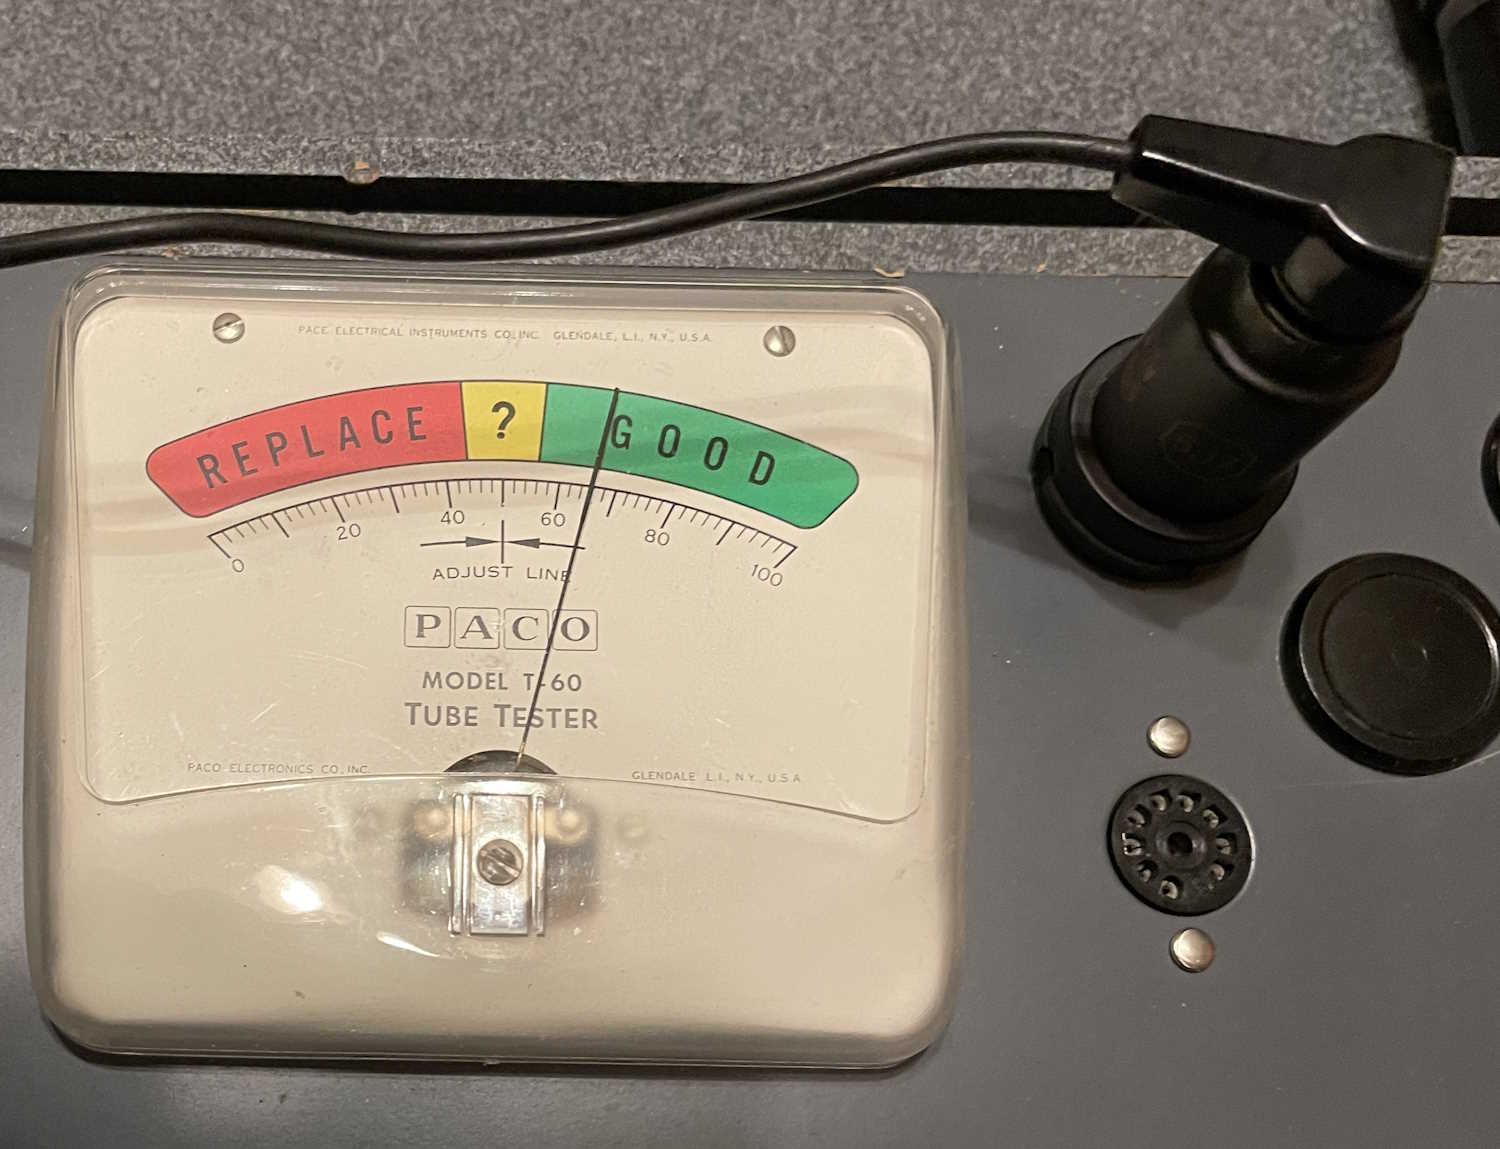 PACE ELECTRICAL INSTRUMENTS CO., INC. GLENDALE, L.I., N.Y., U.S.A.
REPLACE ? GOOD
0 20 40 60 80 100
ADJUST LINE
PACO
MODEL T-60
TUBE TESTER
PACO ELECTRONICS CO., INC. GLENDALE L.I., N.Y., U.S.A.